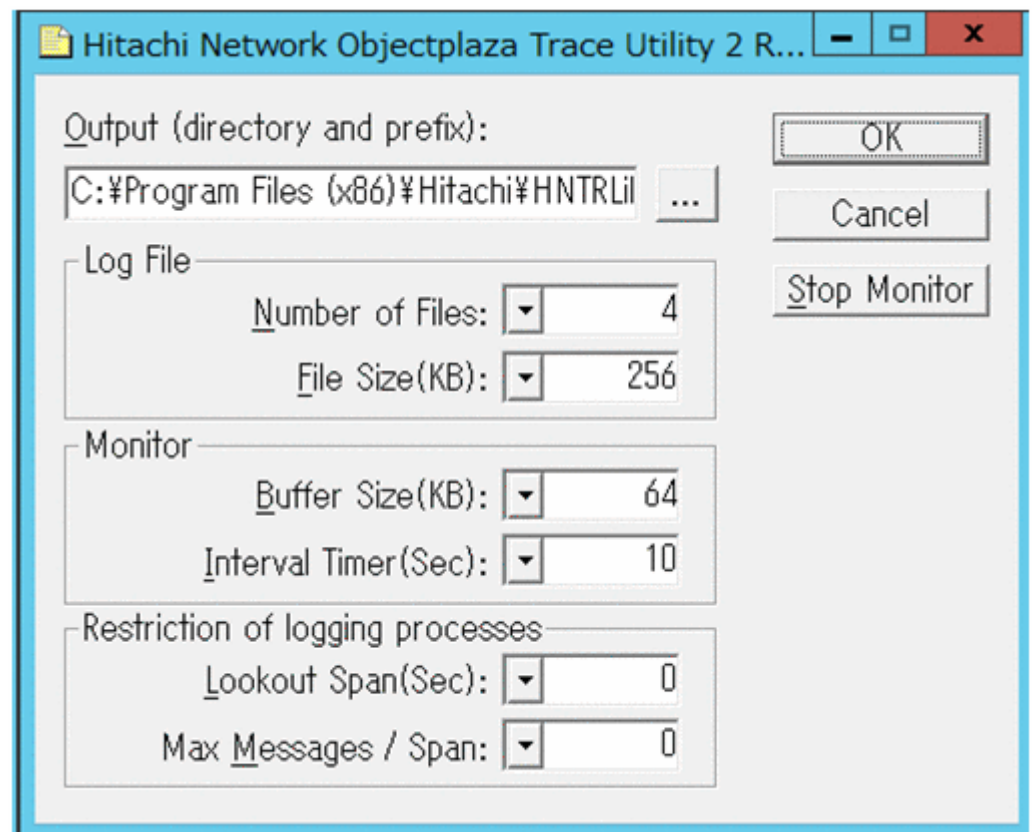 Hitachi Network Objectplaza Trace Utility 2 R...
Output (directory and prefix):
C:¥Program Files (x86)¥Hitachi¥HNTRLil
...
OK
Cancel
Stop Monitor
Log File
Number of Files: 4
File Size(KB): 256
Monitor
Buffer Size(KB): 64
Interval Timer(Sec): 10
Restriction of logging processes
Lookout Span(Sec): 0
Max Messages / Span: 0